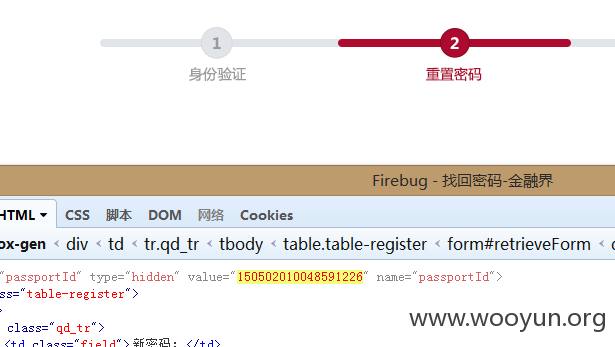 1 2
身份验证 重置密码
Firebug - 找回密码-金融界
HTML CSS 脚本 DOM 网络 Cookies
ox-gen < div < td < tr.qd_tr < tbody < table.table-register < form#retrieveForm <
"passportId" type="hidden" value="150502010048591226" name="passportId">
ss="table-register">
>
class="qd_tr">
<td class="field">新密码：</td>
www.wooyun.org